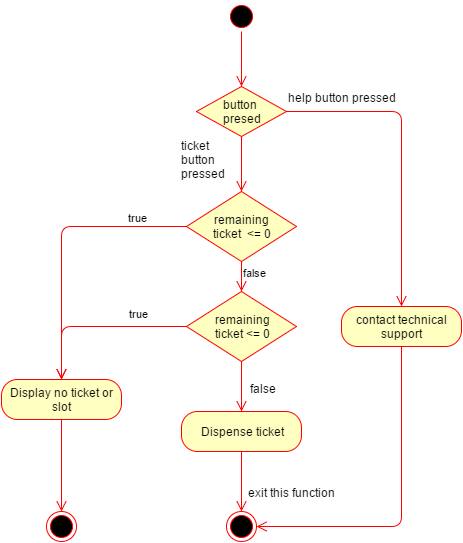 button
presed
help button pressed
ticket
button
pressed
true
remaining
ticket <= 0
false
true
remaining
ticket <= 0
contact technical
support
false
Display no ticket or
slot
Dispense ticket
exit this function